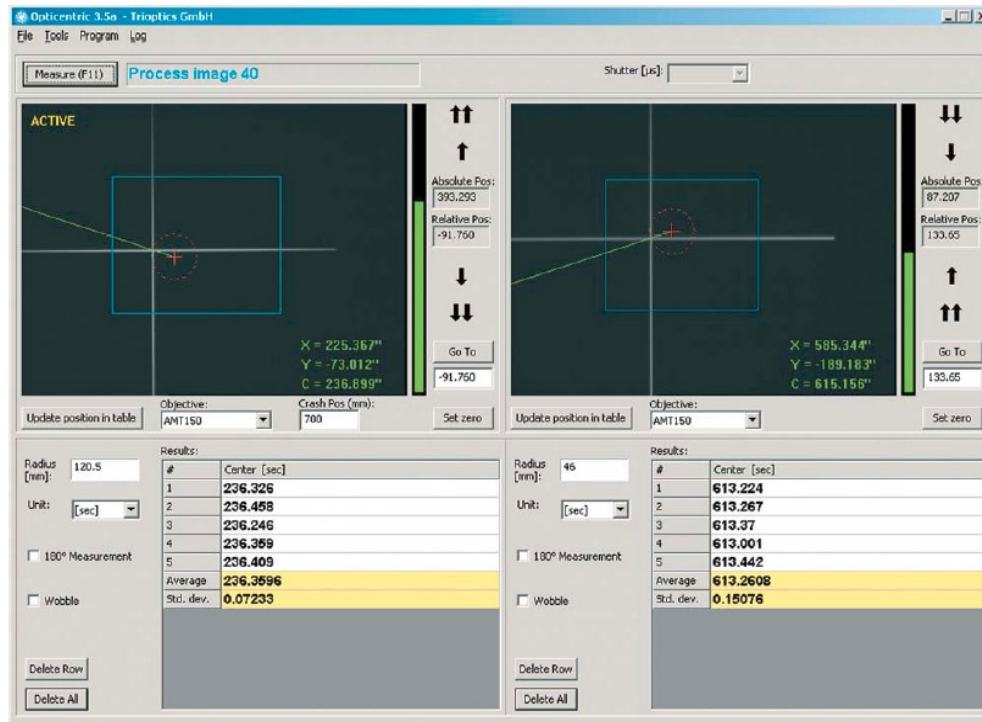 Opticentric 3.5a - Trioptics GmbH
File Tools Program Log
Measure (F11) Process image 40 Shutter [µs]:
ACTIVE
X = 225.367"
Y = -73.012"
C = 236.899"
Absolute Pos:
393.293
Relative Pos:
-91.760
Go To
-91.760
Set zero
Update position in table
Objective:
AMT150
Crash Pos (mm):
700
X = 585.344"
Y = -189.183"
C = 615.156"
Absolute Pos:
87.207
Relative Pos:
133.65
Go To
133.65
Set zero
Update position in table
Objective:
AMT150
Radius [mm]: 120.5
Unit: [sec]
180° Measurement
Wobble
Delete Row
Delete All
Results:
# Center [sec]
1 236.326
2 236.458
3 236.246
4 236.359
5 236.409
Average 236.3596
Std. dev. 0.07233
Radius [mm]: 46
Unit: [sec]
180° Measurement
Wobble
Delete Row
Delete All
Results:
# Center [sec]
1 613.224
2 613.267
3 613.37
4 613.001
5 613.442
Average 613.2608
Std. dev. 0.15076